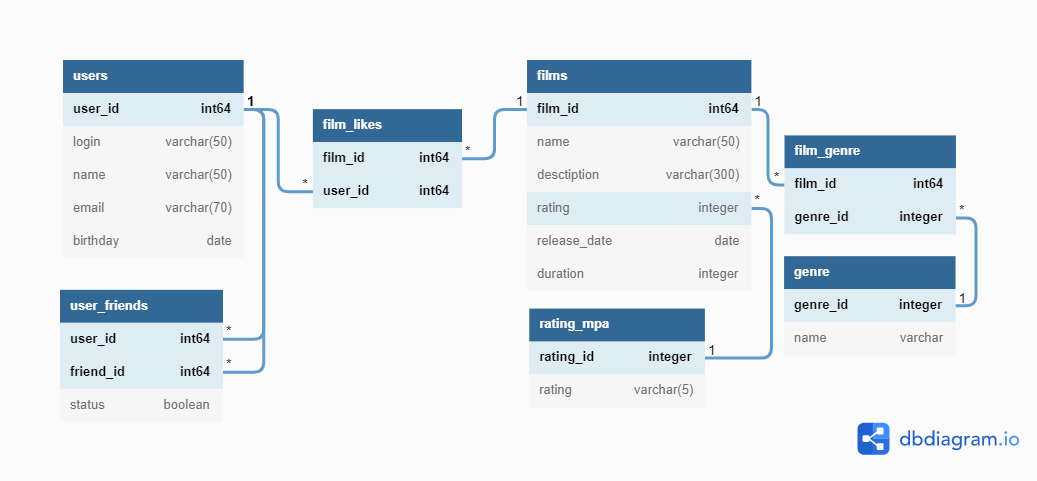 users
user_id int64
login varchar(50)
name varchar(50)
email varchar(70)
birthday date
1
*
film_likes
film_id int64
user_id int64
*
1
films
film_id int64
name varchar(50)
desctiption varchar(300)
rating integer
release_date date
duration integer
1
*
*
film_genre
film_id int64
genre_id integer
*
genre
genre_id integer
name varchar
1
user_friends
user_id int64
friend_id int64
status boolean
*
*
rating_mpa
rating_id integer
rating varchar(5)
1
dbdiagram.io